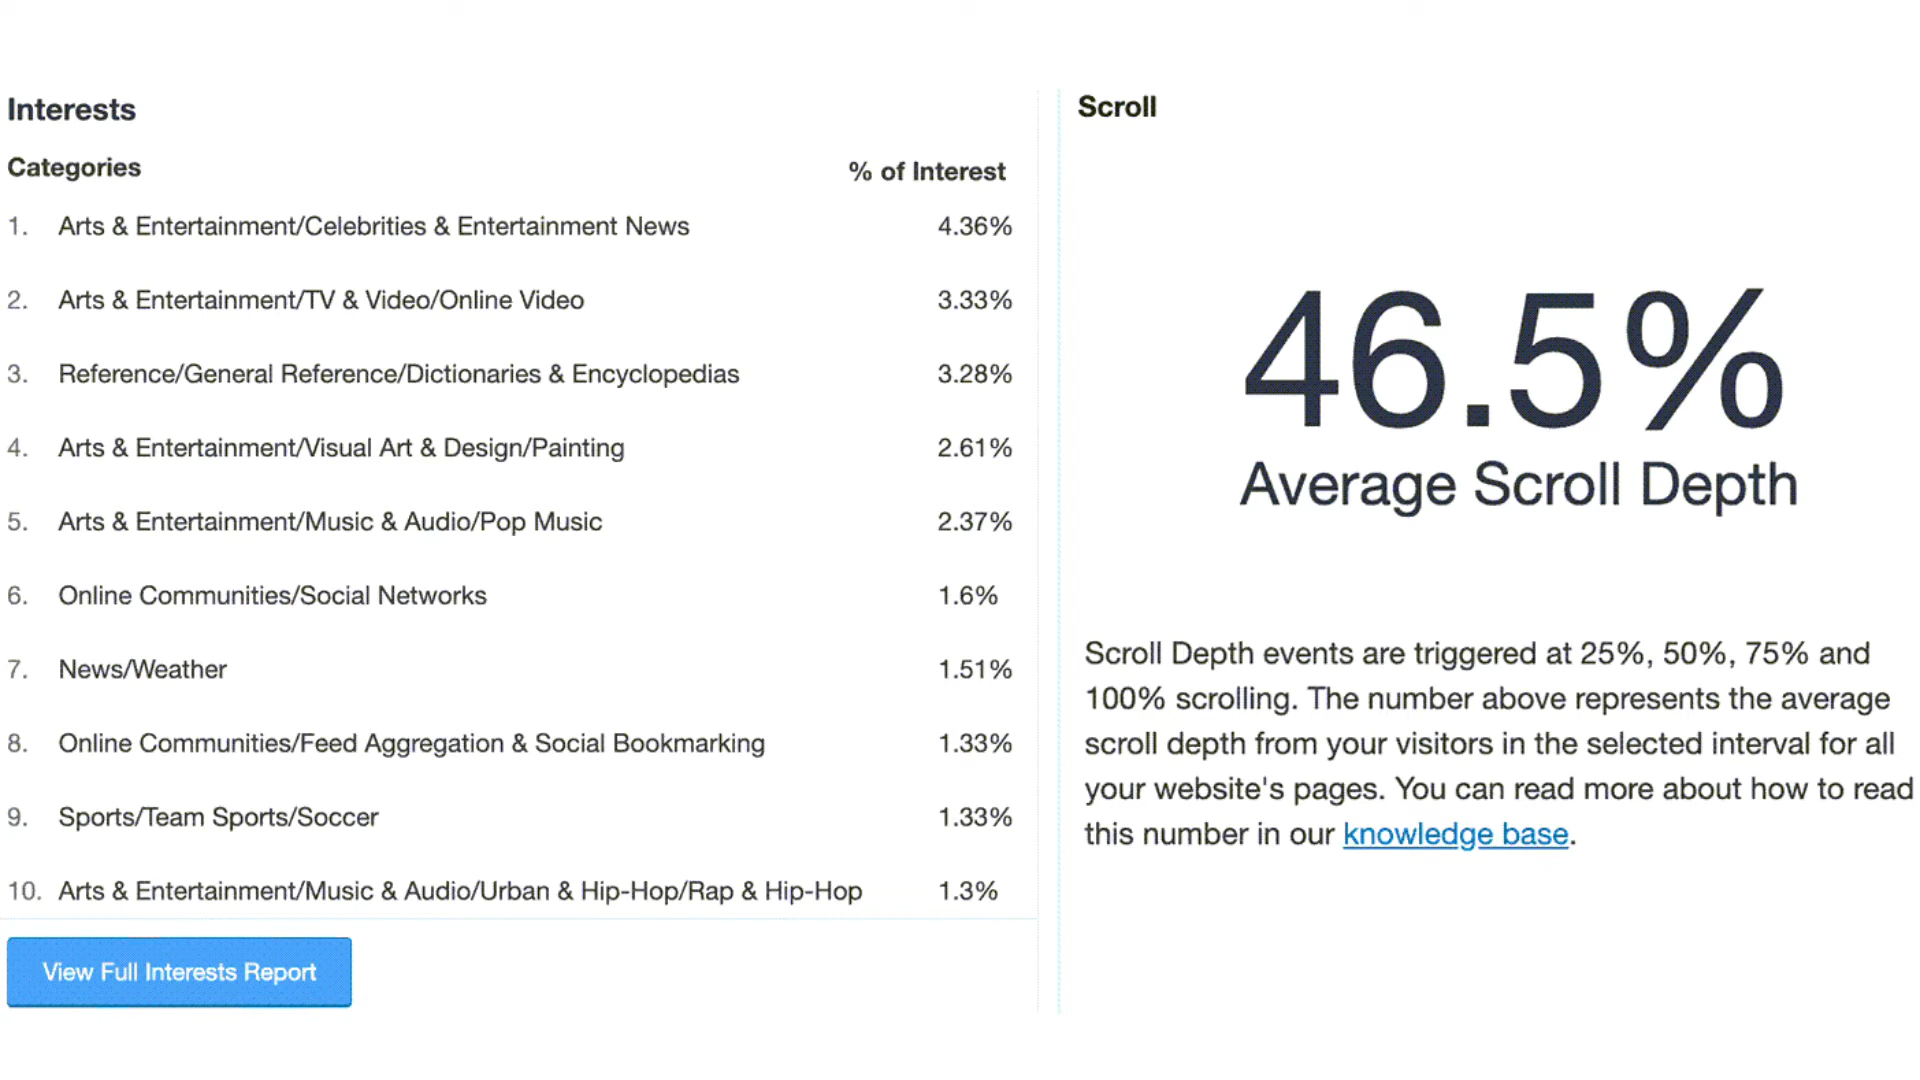 Interests
Categories % of Interest
1. Arts & Entertainment/Celebrities & Entertainment News 4.36%
2. Arts & Entertainment/TV & Video/Online Video 3.33%
3. Reference/General Reference/Dictionaries & Encyclopedias 3.28%
4. Arts & Entertainment/Visual Art & Design/Painting 2.61%
5. Arts & Entertainment/Music & Audio/Pop Music 2.37%
6. Online Communities/Social Networks 1.6%
7. News/Weather 1.51%
8. Online Communities/Feed Aggregation & Social Bookmarking 1.33%
9. Sports/Team Sports/Soccer 1.33%
10. Arts & Entertainment/Music & Audio/Urban & Hip-Hop/Rap & Hip-Hop 1.3%
View Full Interests Report
Scroll
46.5%
Average Scroll Depth
Scroll Depth events are triggered at 25%, 50%, 75% and
100% scrolling. The number above represents the average
scroll depth from your visitors in the selected interval for all
your website's pages. You can read more about how to read
this number in our knowledge base.